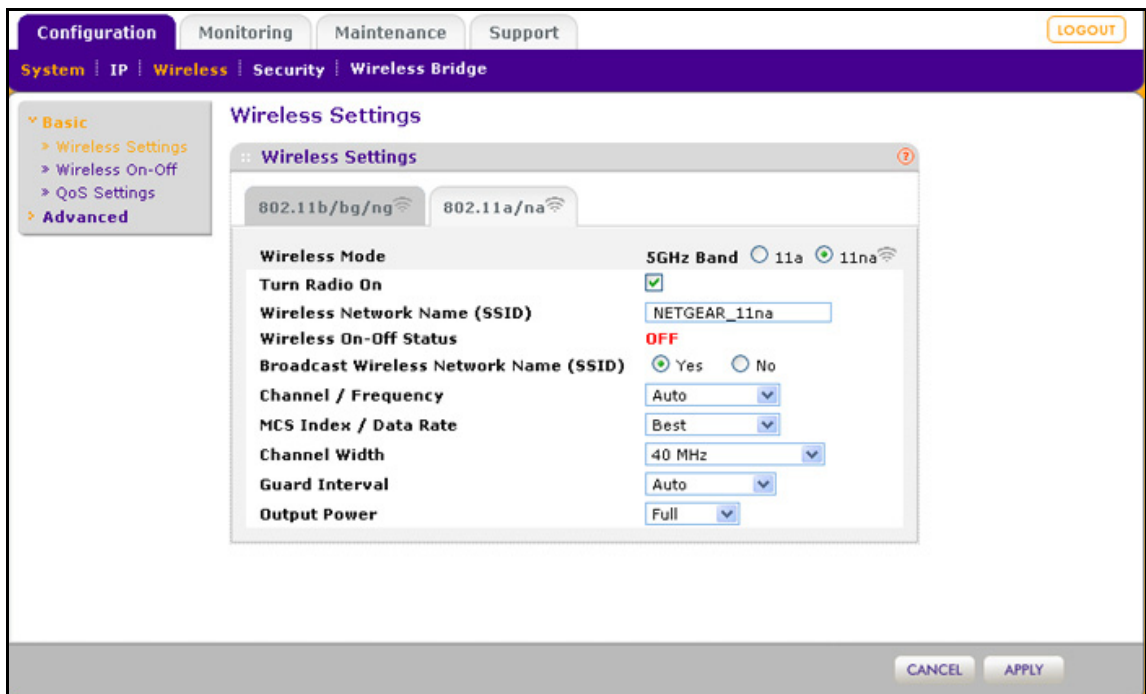 Configuration Monitoring Maintenance Support LOGOUT
System IP Wireless Security Wireless Bridge
Basic
» Wireless Settings
» Wireless On-Off
» QoS Settings
Advanced
Wireless Settings
:: Wireless Settings ?
802.11b/bg/ng 802.11a/na
Wireless Mode 5GHz Band 11a 11na
Turn Radio On
Wireless Network Name (SSID) NETGEAR_11na
Wireless On-Off Status OFF
Broadcast Wireless Network Name (SSID) Yes No
Channel / Frequency Auto
MCS Index / Data Rate Best
Channel Width 40 MHz
Guard Interval Auto
Output Power Full
CANCEL APPLY